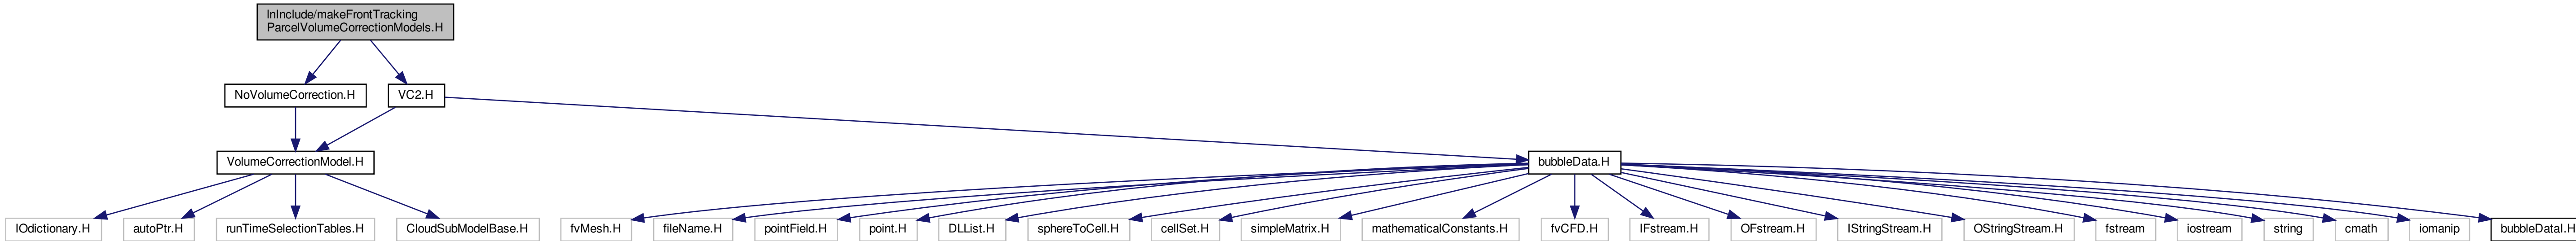 lnInclude/makeFrontTracking
ParcelVolumeCorrectionModels.H
NoVolumeCorrection.H
VC2.H
VolumeCorrectionModel.H
bubbleData.H
IOdictionary.H
autoPtr.H
runTimeSelectionTables.H
CloudSubModelBase.H
fvMesh.H
fileName.H
pointField.H
point.H
DLList.H
sphereToCell.H
cellSet.H
simpleMatrix.H
mathematicalConstants.H
fvCFD.H
IFstream.H
OFstream.H
IStringStream.H
OStringStream.H
fstream
iostream
string
cmath
iomanip
bubbleDataI.H